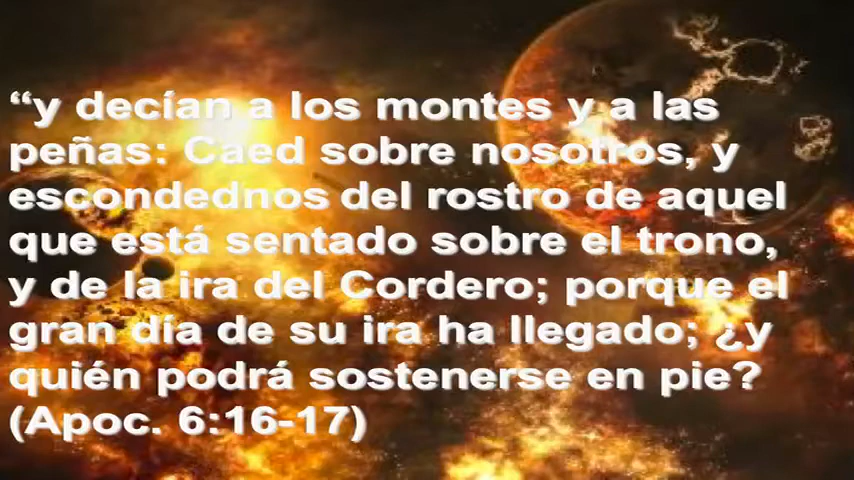 “y decían a los montes y a las
peñas: Caed sobre nosotros, y
escondednos del rostro de aquel
que está sentado sobre el trono,
y de la ira del Cordero; porque el
gran día de su ira ha llegado; ¿y
quién podrá sostenerse en pie?
(Apoc. 6:16-17)